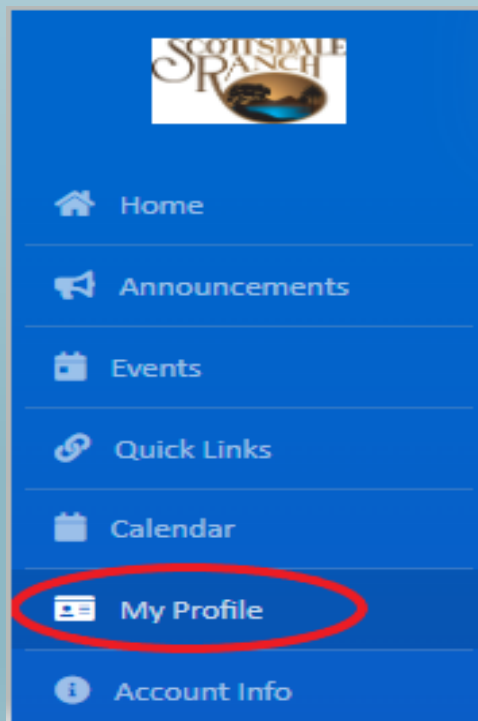 SCOTTSDALE
RANCH
Home
Announcements
Events
Quick Links
Calendar
My Profile
Account Info